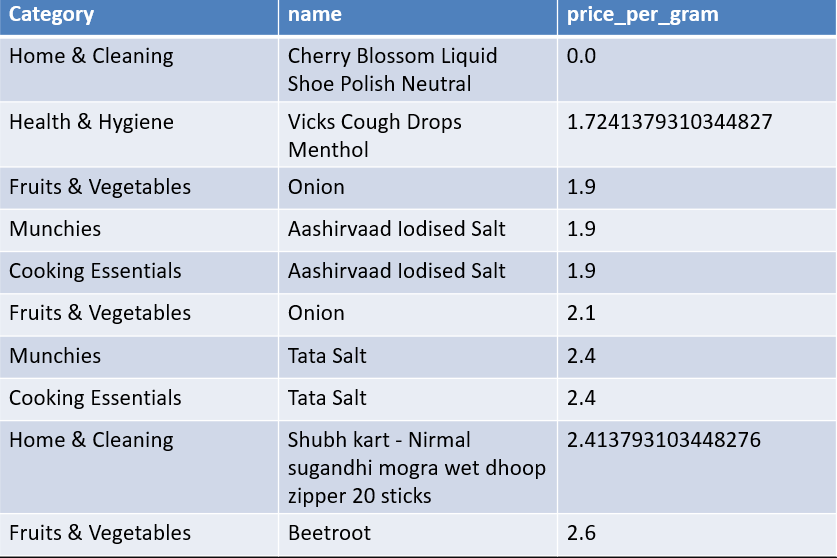 Category name price_per_gram
Home & Cleaning Cherry Blossom Liquid 0.0
Shoe Polish Neutral
Health & Hygiene Vicks Cough Drops 1.7241379310344827
Menthol
Fruits & Vegetables Onion 1.9
Munchies Aashirvaad Iodised Salt 1.9
Cooking Essentials Aashirvaad Iodised Salt 1.9
Fruits & Vegetables Onion 2.1
Munchies Tata Salt 2.4
Cooking Essentials Tata Salt 2.4
Home & Cleaning Shubh kart - Nirmal 2.413793103448276
sugandhi mogra wet dhoop
zipper 20 sticks
Fruits & Vegetables Beetroot 2.6